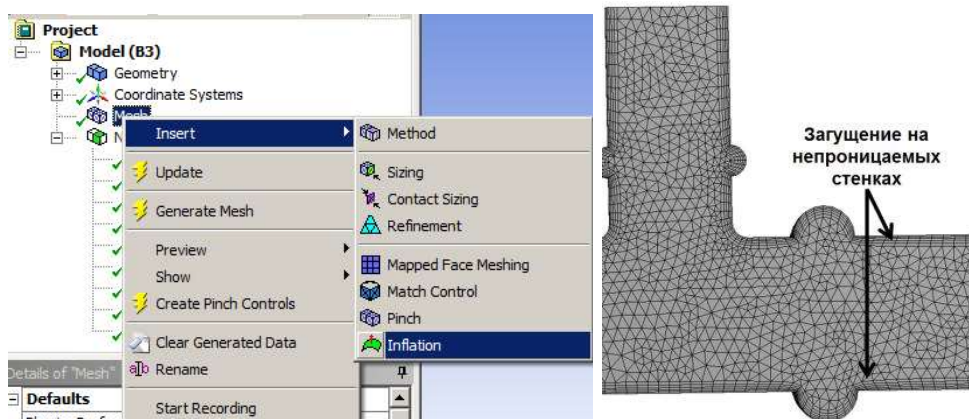 Project
Model (B3)
Geometry
Coordinate Systems
Mesh
N
Insert
Update
Generate Mesh
Preview
Show
Create Pinch Controls
Clear Generated Data
Rename
Start Recording
Method
Sizing
Contact Sizing
Refinement
Mapped Face Meshing
Match Control
Pinch
Inflation
Details of "Mesh"
Defaults
Загущение на
непроницаемых
стенках